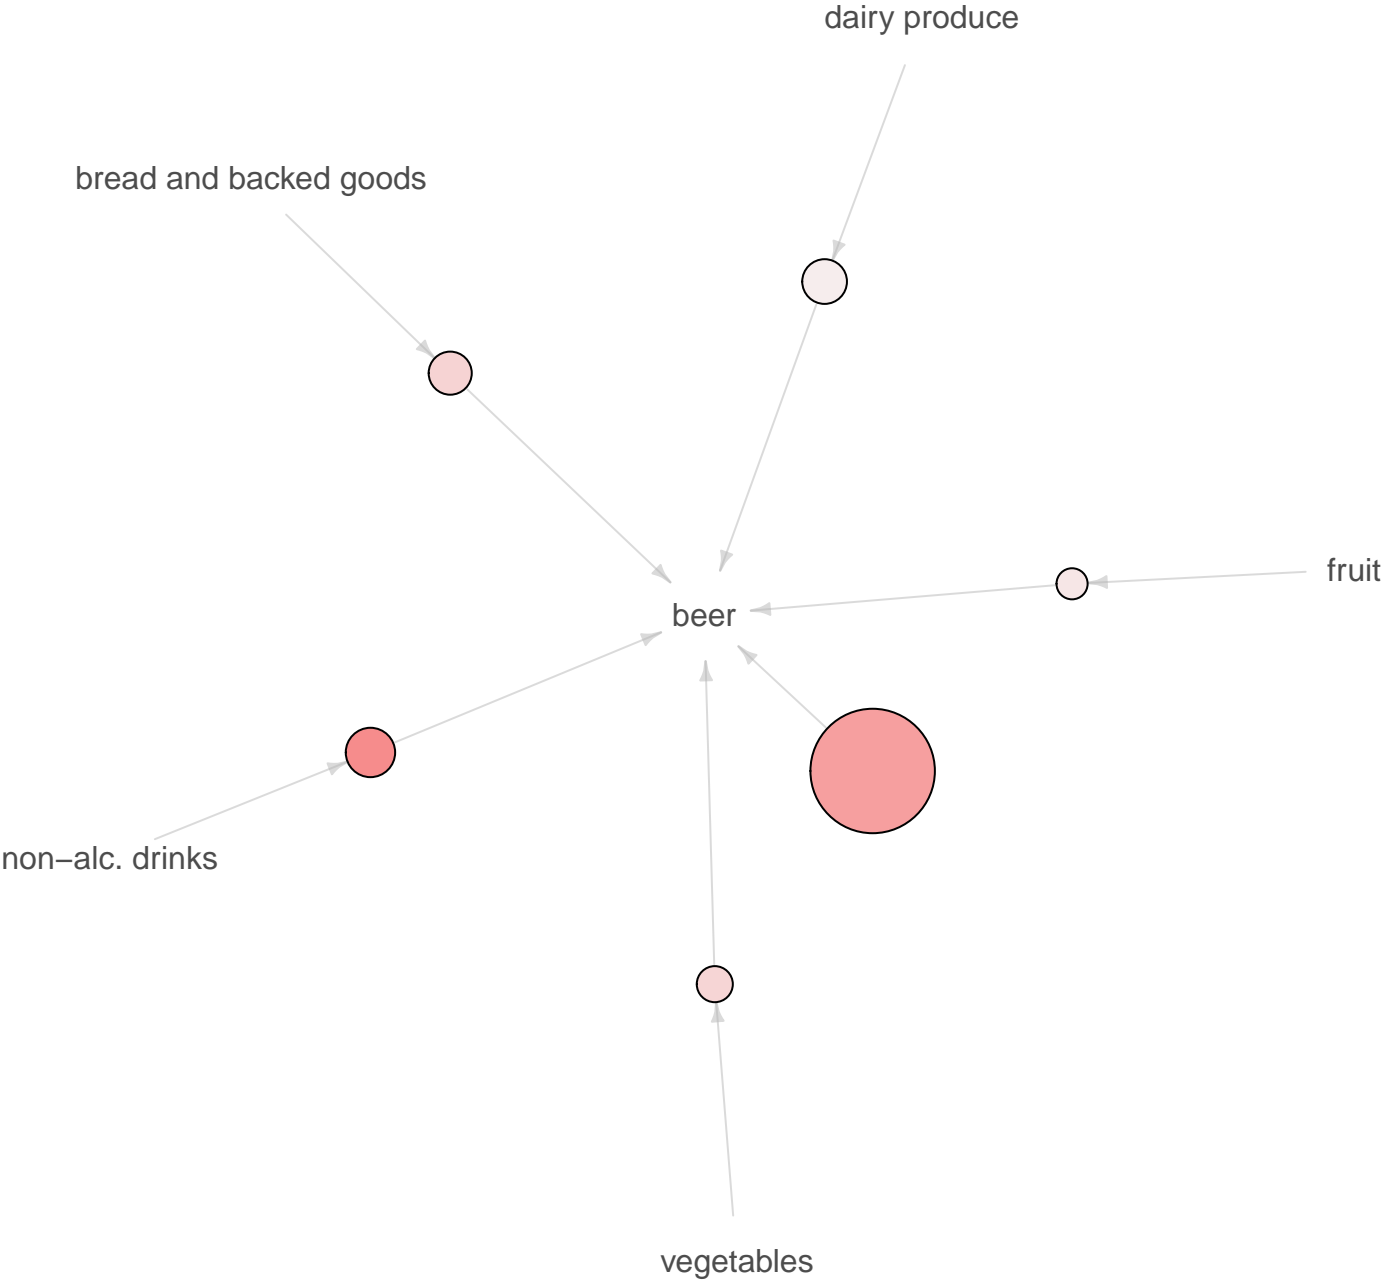 dairy produce
bread and backed goods
fruit
beer
non−alc. drinks
vegetables